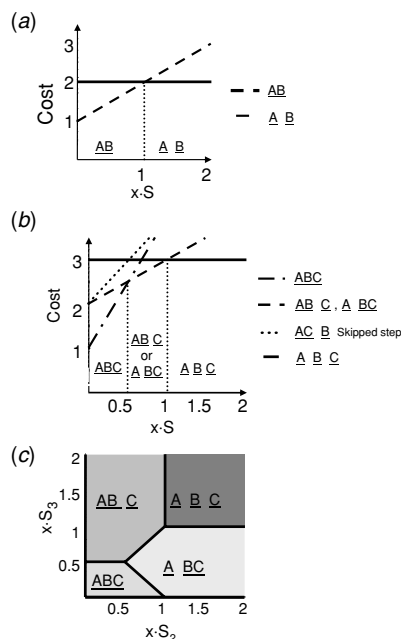 (a)
3
2
1
Cost
AB
A B
1
2
x·S
AB
A B
(b)
3
2
1
Cost
ABC
AB C
or
A BC
A B C
0.5
1
1.5
2
x·S
ABC
AB C , A BC
AC B Skipped step
A B C
(c)
2
1.5
1
0.5
x·S3
AB C
A B C
ABC
A BC
0.5
1
1.5
2
x·S3